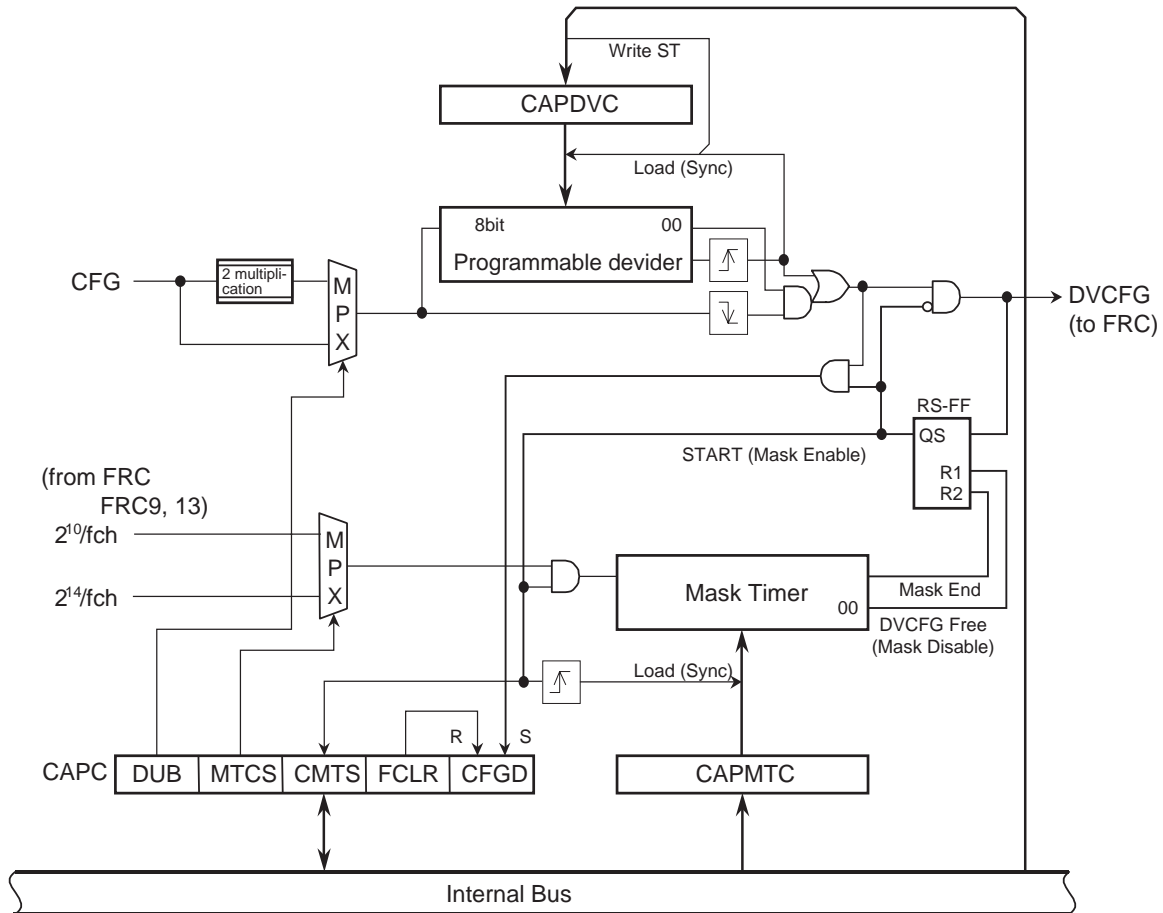 Write ST
CAPDVC
Load (Sync)
8bit
00
Programmable devider
CFG
2 multipli-
cation
M
P
X
DVCFG
(to FRC)
RS-FF
QS
R1
R2
START (Mask Enable)
(from FRC
FRC9, 13)
2¹⁰/fch
2¹⁴/fch
M
P
X
Mask Timer
00
Mask End
DVCFG Free
(Mask Disable)
Load (Sync)
R
S
CAPC
DUB
MTCS
CMTS
FCLR
CFGD
CAPMTC
Internal Bus